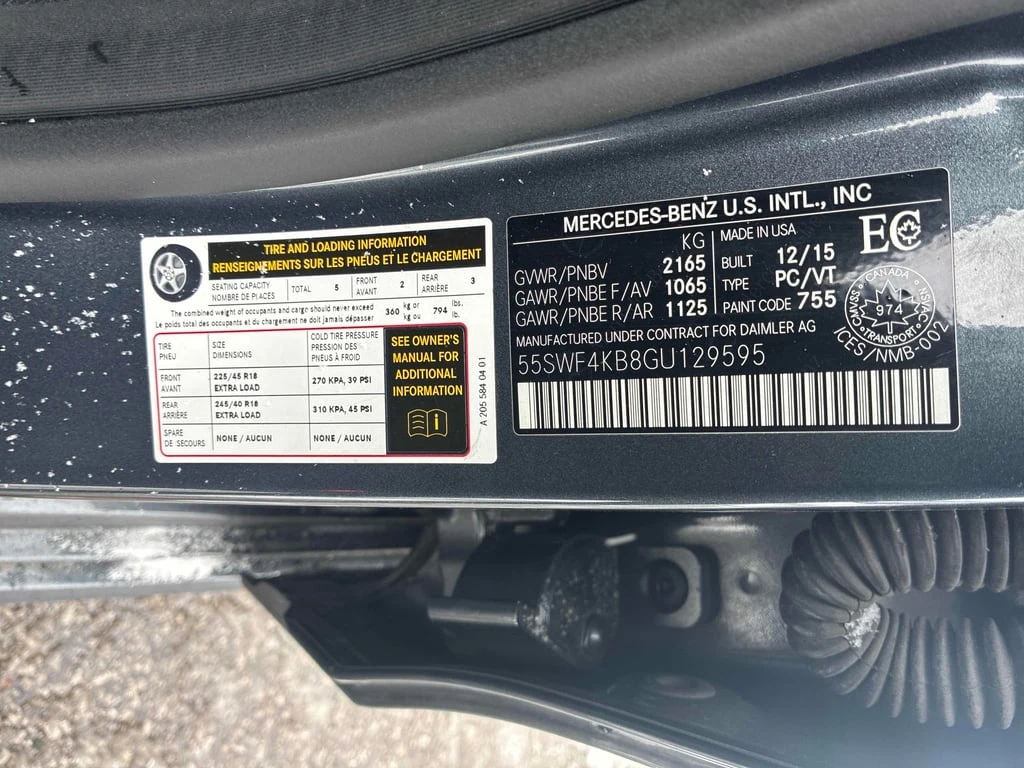 TIRE AND LOADING INFORMATION
RENSEIGNEMENTS SUR LES PNEUS ET LE CHARGEMENT
SEATING CAPACITY
NOMBRE DE PLACES
TOTAL 5
FRONT
AVANT
2
REAR
ARRIÈRE
3
The combined weight of occupants and cargo should never exceed
Le poids total des occupants et du chargement ne doit jamais dépasser
360
kg or
kg ou
794
lbs.
lb.
TIRE
PNEU
SIZE
DIMENSIONS
COLD TIRE PRESSURE
PRESSION DES
PNEUS À FROID
FRONT
AVANT
225/45 R18
EXTRA LOAD
270 KPA, 39 PSI
REAR
ARRIÈRE
245/40 R18
EXTRA LOAD
310 KPA, 45 PSI
SPARE
DE SECOURS
NONE / AUCUN
NONE / AUCUN
SEE OWNER'S
MANUAL FOR
ADDITIONAL
INFORMATION
i
A 205 584 04 01
MERCEDES-BENZ U.S. INTL., INC
KG
GVWR/PNBV 2165
GAWR/PNBE F/AV 1065
GAWR/PNBE R/AR 1125
MADE IN USA
BUILT 12/15
TYPE PC/VT
PAINT CODE 755
EC
CANADA
974
TRANSPORT
CMVSS
NSVAC
ICES/NMB-002
MANUFACTURED UNDER CONTRACT FOR DAIMLER AG
55SWF4KB8GU129595